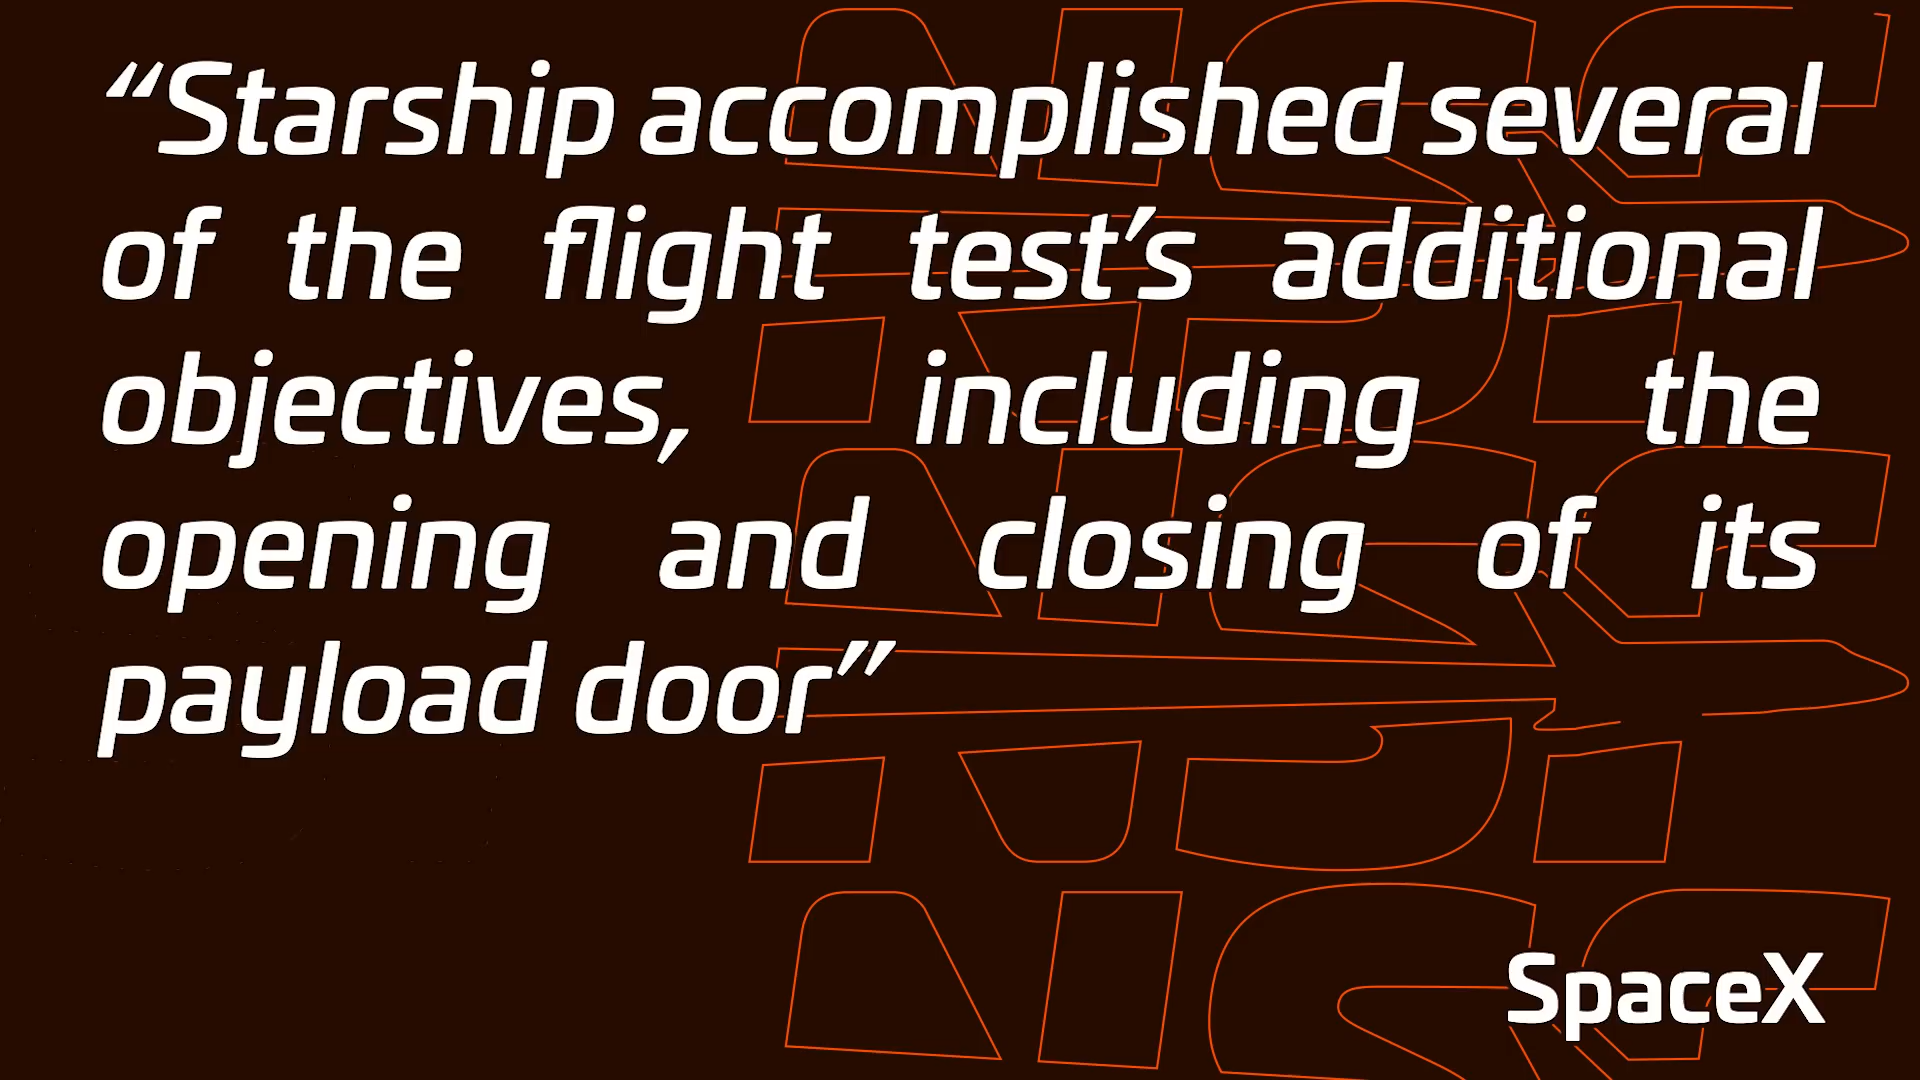 “Starship accomplished several
of the flight test’s additional
objectives, including the
opening and closing of its
payload door”
SpaceX